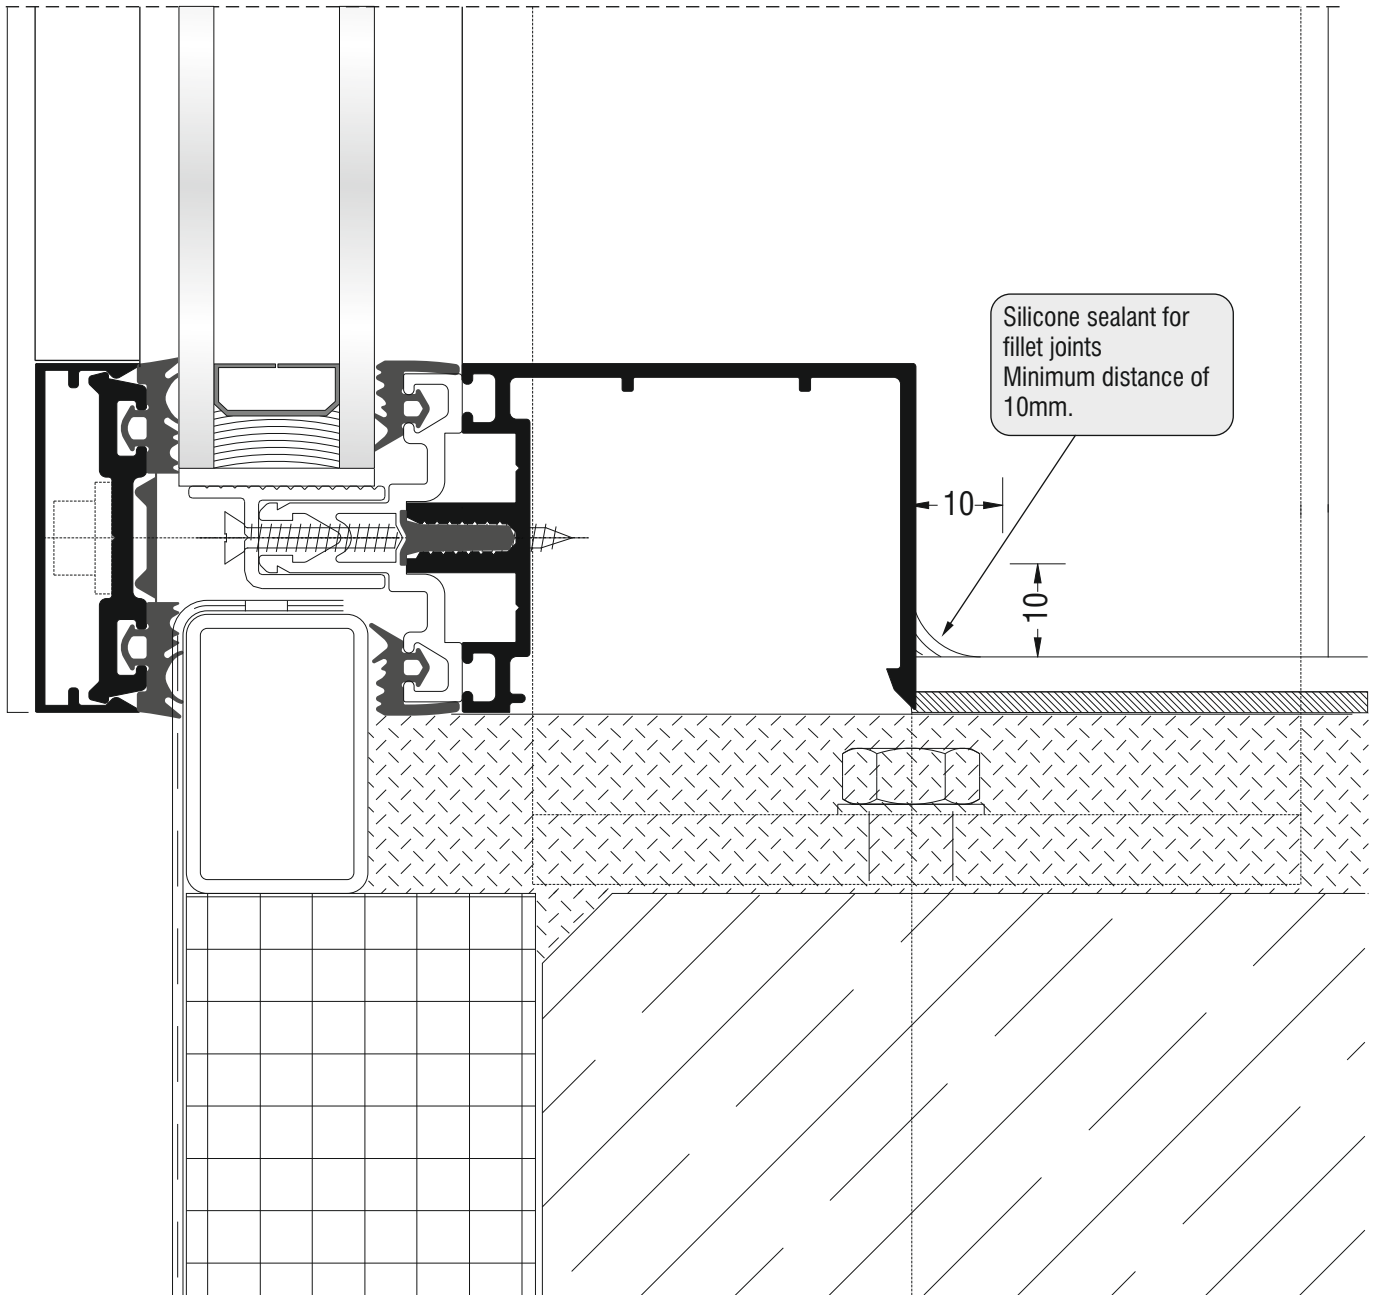 Silicone sealant for
fillet joints
Minimum distance of
10mm.
10
10